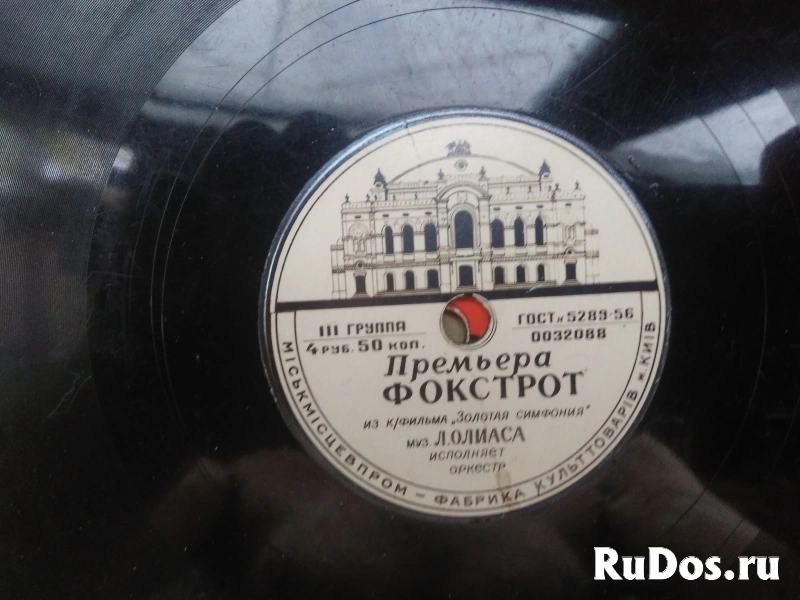 III ГРУППА
4 РУБ. 50 КОП.
ГОСТ № 5289-56
0032088
Премьера
ФОКСТРОТ
ИЗ К/ФИЛЬМА „ЗОЛОТАЯ СИМФОНИЯ"
МУЗ. Л.ОЛИАСА
ИСПОЛНЯЕТ
ОРКЕСТР
МІСЬКМІСЦЕВПРОМ – ФАБРИКА КУЛЬТТОВАРІВ м. КИЇВ
RuDos.ru